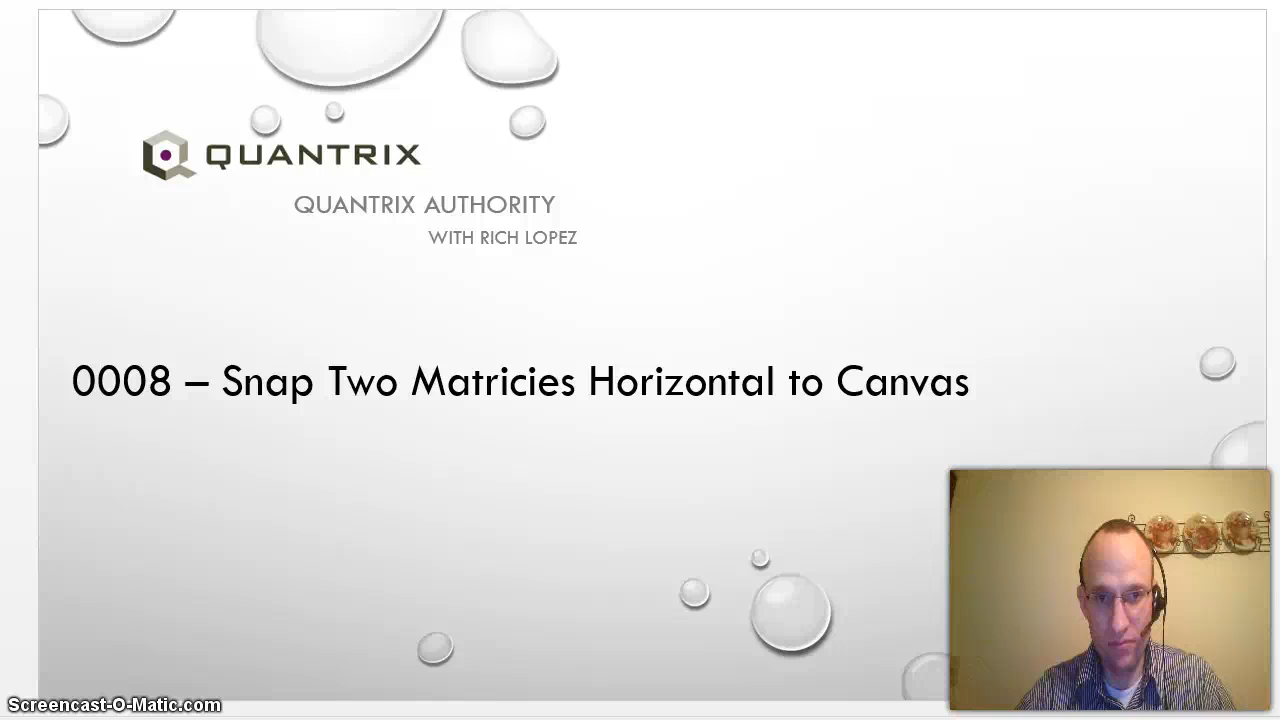 QUANTRIX
QUANTRIX AUTHORITY
WITH RICH LOPEZ
0008 – Snap Two Matricies Horizontal to Canvas
Screencast-O-Matic.com